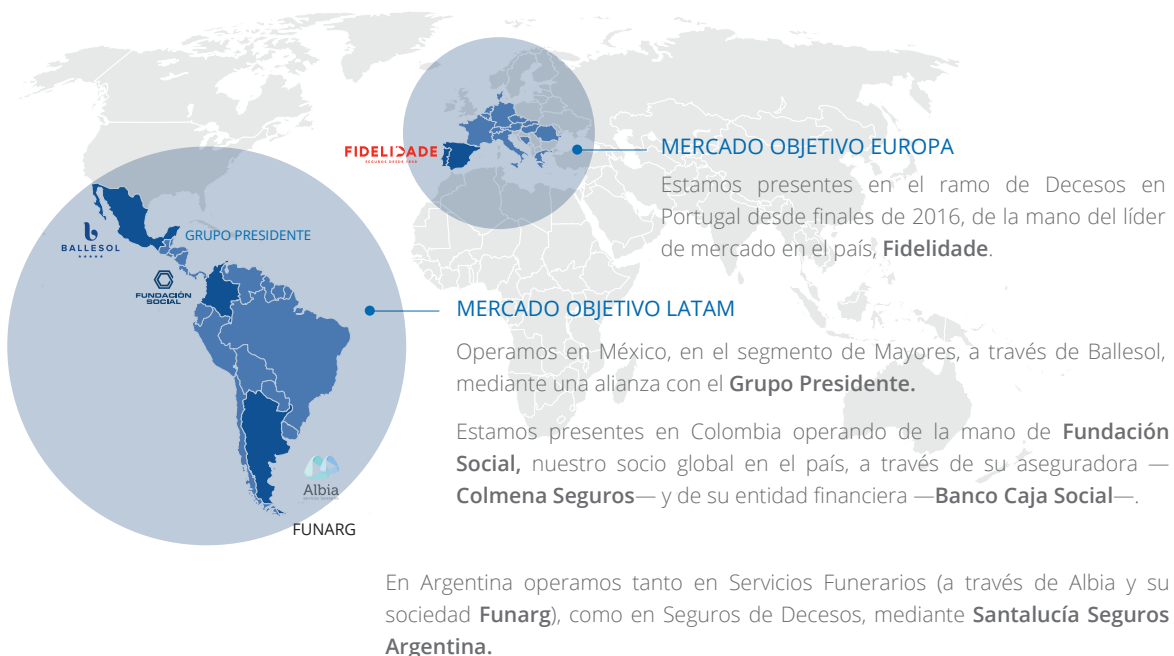 FIDELIDADE
SEGUROS DESDE 1808
MERCADO OBJETIVO EUROPA
Estamos presentes en el ramo de Decesos en
Portugal desde finales de 2016, de la mano del líder
de mercado en el país, Fidelidade.
BALLESOL
GRUPO PRESIDENTE
FUNDACIÓN
SOCIAL
MERCADO OBJETIVO LATAM
Operamos en México, en el segmento de Mayores, a través de Ballesol,
mediante una alianza con el Grupo Presidente.
Estamos presentes en Colombia operando de la mano de Fundación
Social, nuestro socio global en el país, a través de su aseguradora —
Colmena Seguros— y de su entidad financiera —Banco Caja Social—.
Albia
FUNARG
En Argentina operamos tanto en Servicios Funerarios (a través de Albia y su
sociedad Funarg), como en Seguros de Decesos, mediante Santalucía Seguros
Argentina.